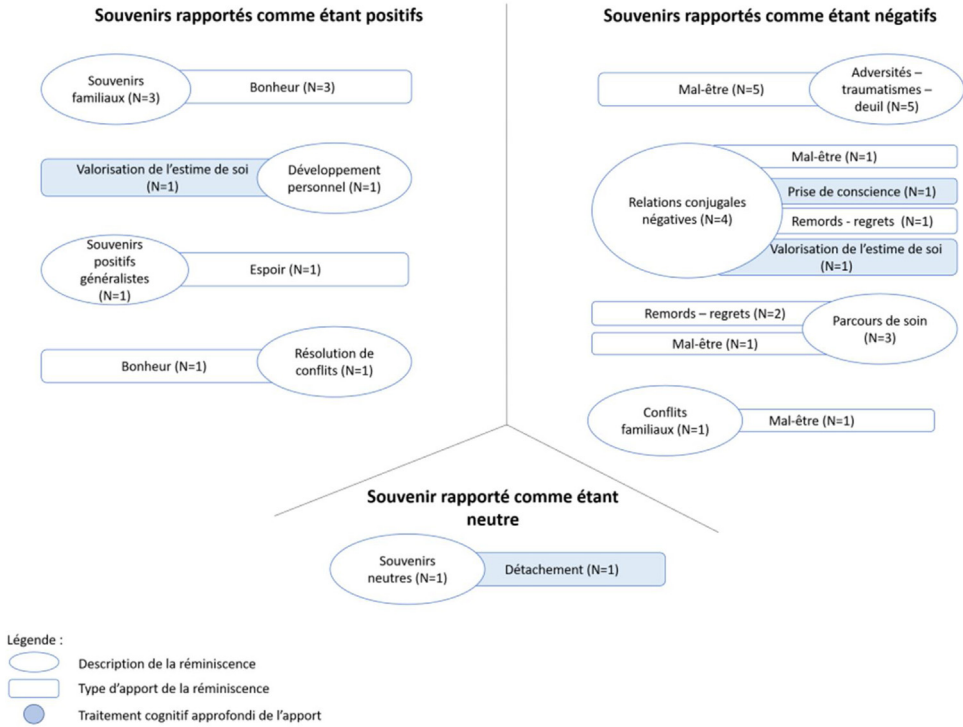 Souvenirs rapportés comme étant positifs
Souvenirs
familiaux (N=3)
Bonheur (N=3)
Valorisation de l'estime de soi
(N=1)
Développement
personnel (N=1)
Souvenirs
positifs
généralistes
(N=1)
Espoir (N=1)
Bonheur (N=1)
Résolution de
conflits (N=1)
Souvenirs rapportés comme étant négatifs
Mal-être (N=5)
Adversités –
traumatismes –
deuil (N=5)
Relations conjugales
négatives (N=4)
Mal-être (N=1)
Prise de conscience (N=1)
Remords - regrets (N=1)
Valorisation de l'estime de soi
(N=1)
Remords – regrets (N=2)
Mal-être (N=1)
Parcours de soin
(N=3)
Conflits
familiaux (N=1)
Mal-être (N=1)
Souvenir rapporté comme étant
neutre
Souvenirs
neutres (N=1)
Détachement (N=1)
Légende :
Description de la réminiscence
Type d'apport de la réminiscence
Traitement cognitif approfondi de l'apport